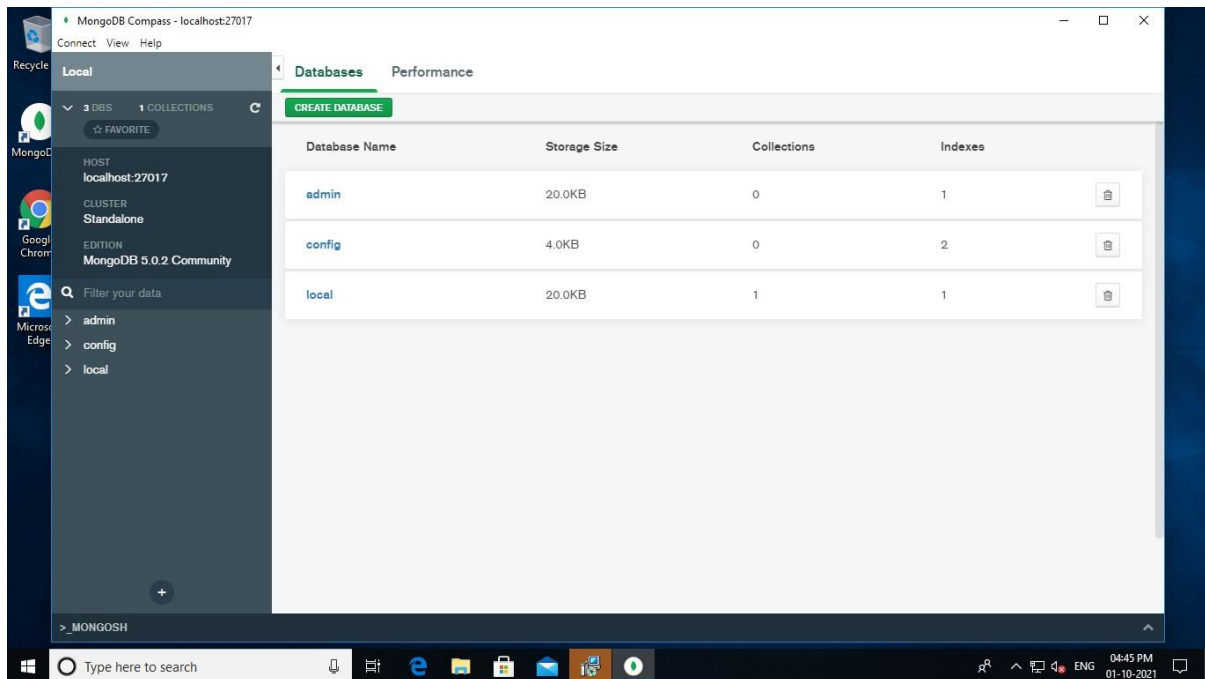 MongoDB Compass - localhost:27017
Connect View Help
Recycle
MongoD
Googl
Chrom
Microso
Edge
Local
3 DBS 1 COLLECTIONS
FAVORITE
HOST
localhost:27017
CLUSTER
Standalone
EDITION
MongoDB 5.0.2 Community
Filter your data
admin
config
local
Databases Performance
CREATE DATABASE
Database Name Storage Size Collections Indexes
admin 20.0KB 0 1
config 4.0KB 0 2
local 20.0KB 1 1
>_MONGOSH
Type here to search
ENG
04:45 PM
01-10-2021